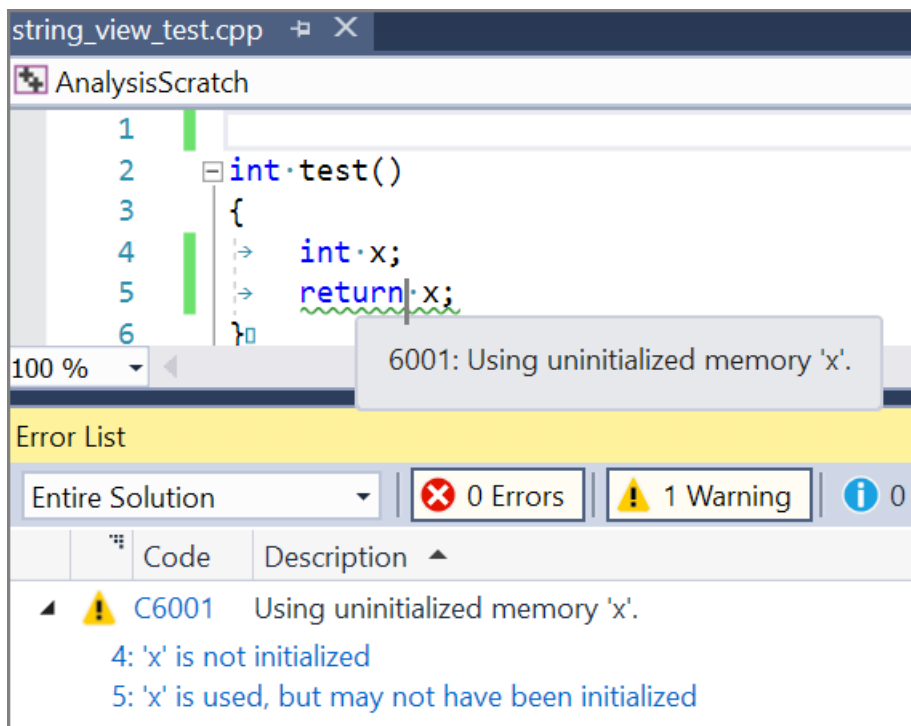 string_view_test.cpp
AnalysisScratch
1
2 int·test()
3 {
4 int·x;
5 return·x;
6 }
6001: Using uninitialized memory 'x'.
100 %
Error List
Entire Solution 0 Errors 1 Warning 0
Code Description
C6001 Using uninitialized memory 'x'.
4: 'x' is not initialized
5: 'x' is used, but may not have been initialized